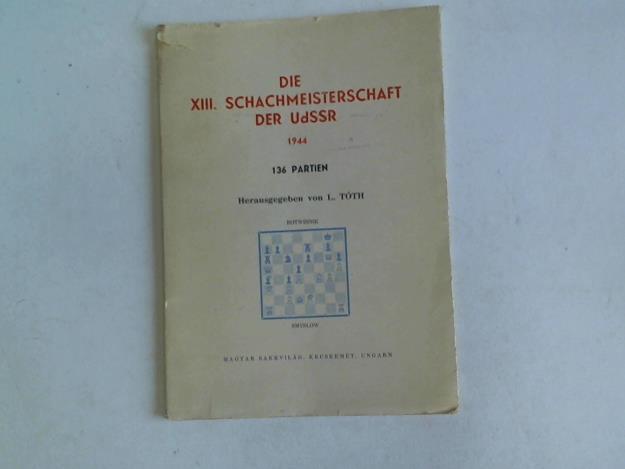 DIE
XIII. SCHACHMEISTERSCHAFT
DER UdSSR
1944
136 PARTIEN
Herausgegeben von L. TÓTH
BOTWINNIK
SMYSLOW
MAGYAR SAKKVILÁG, KECSKEMÉT, UNGARN